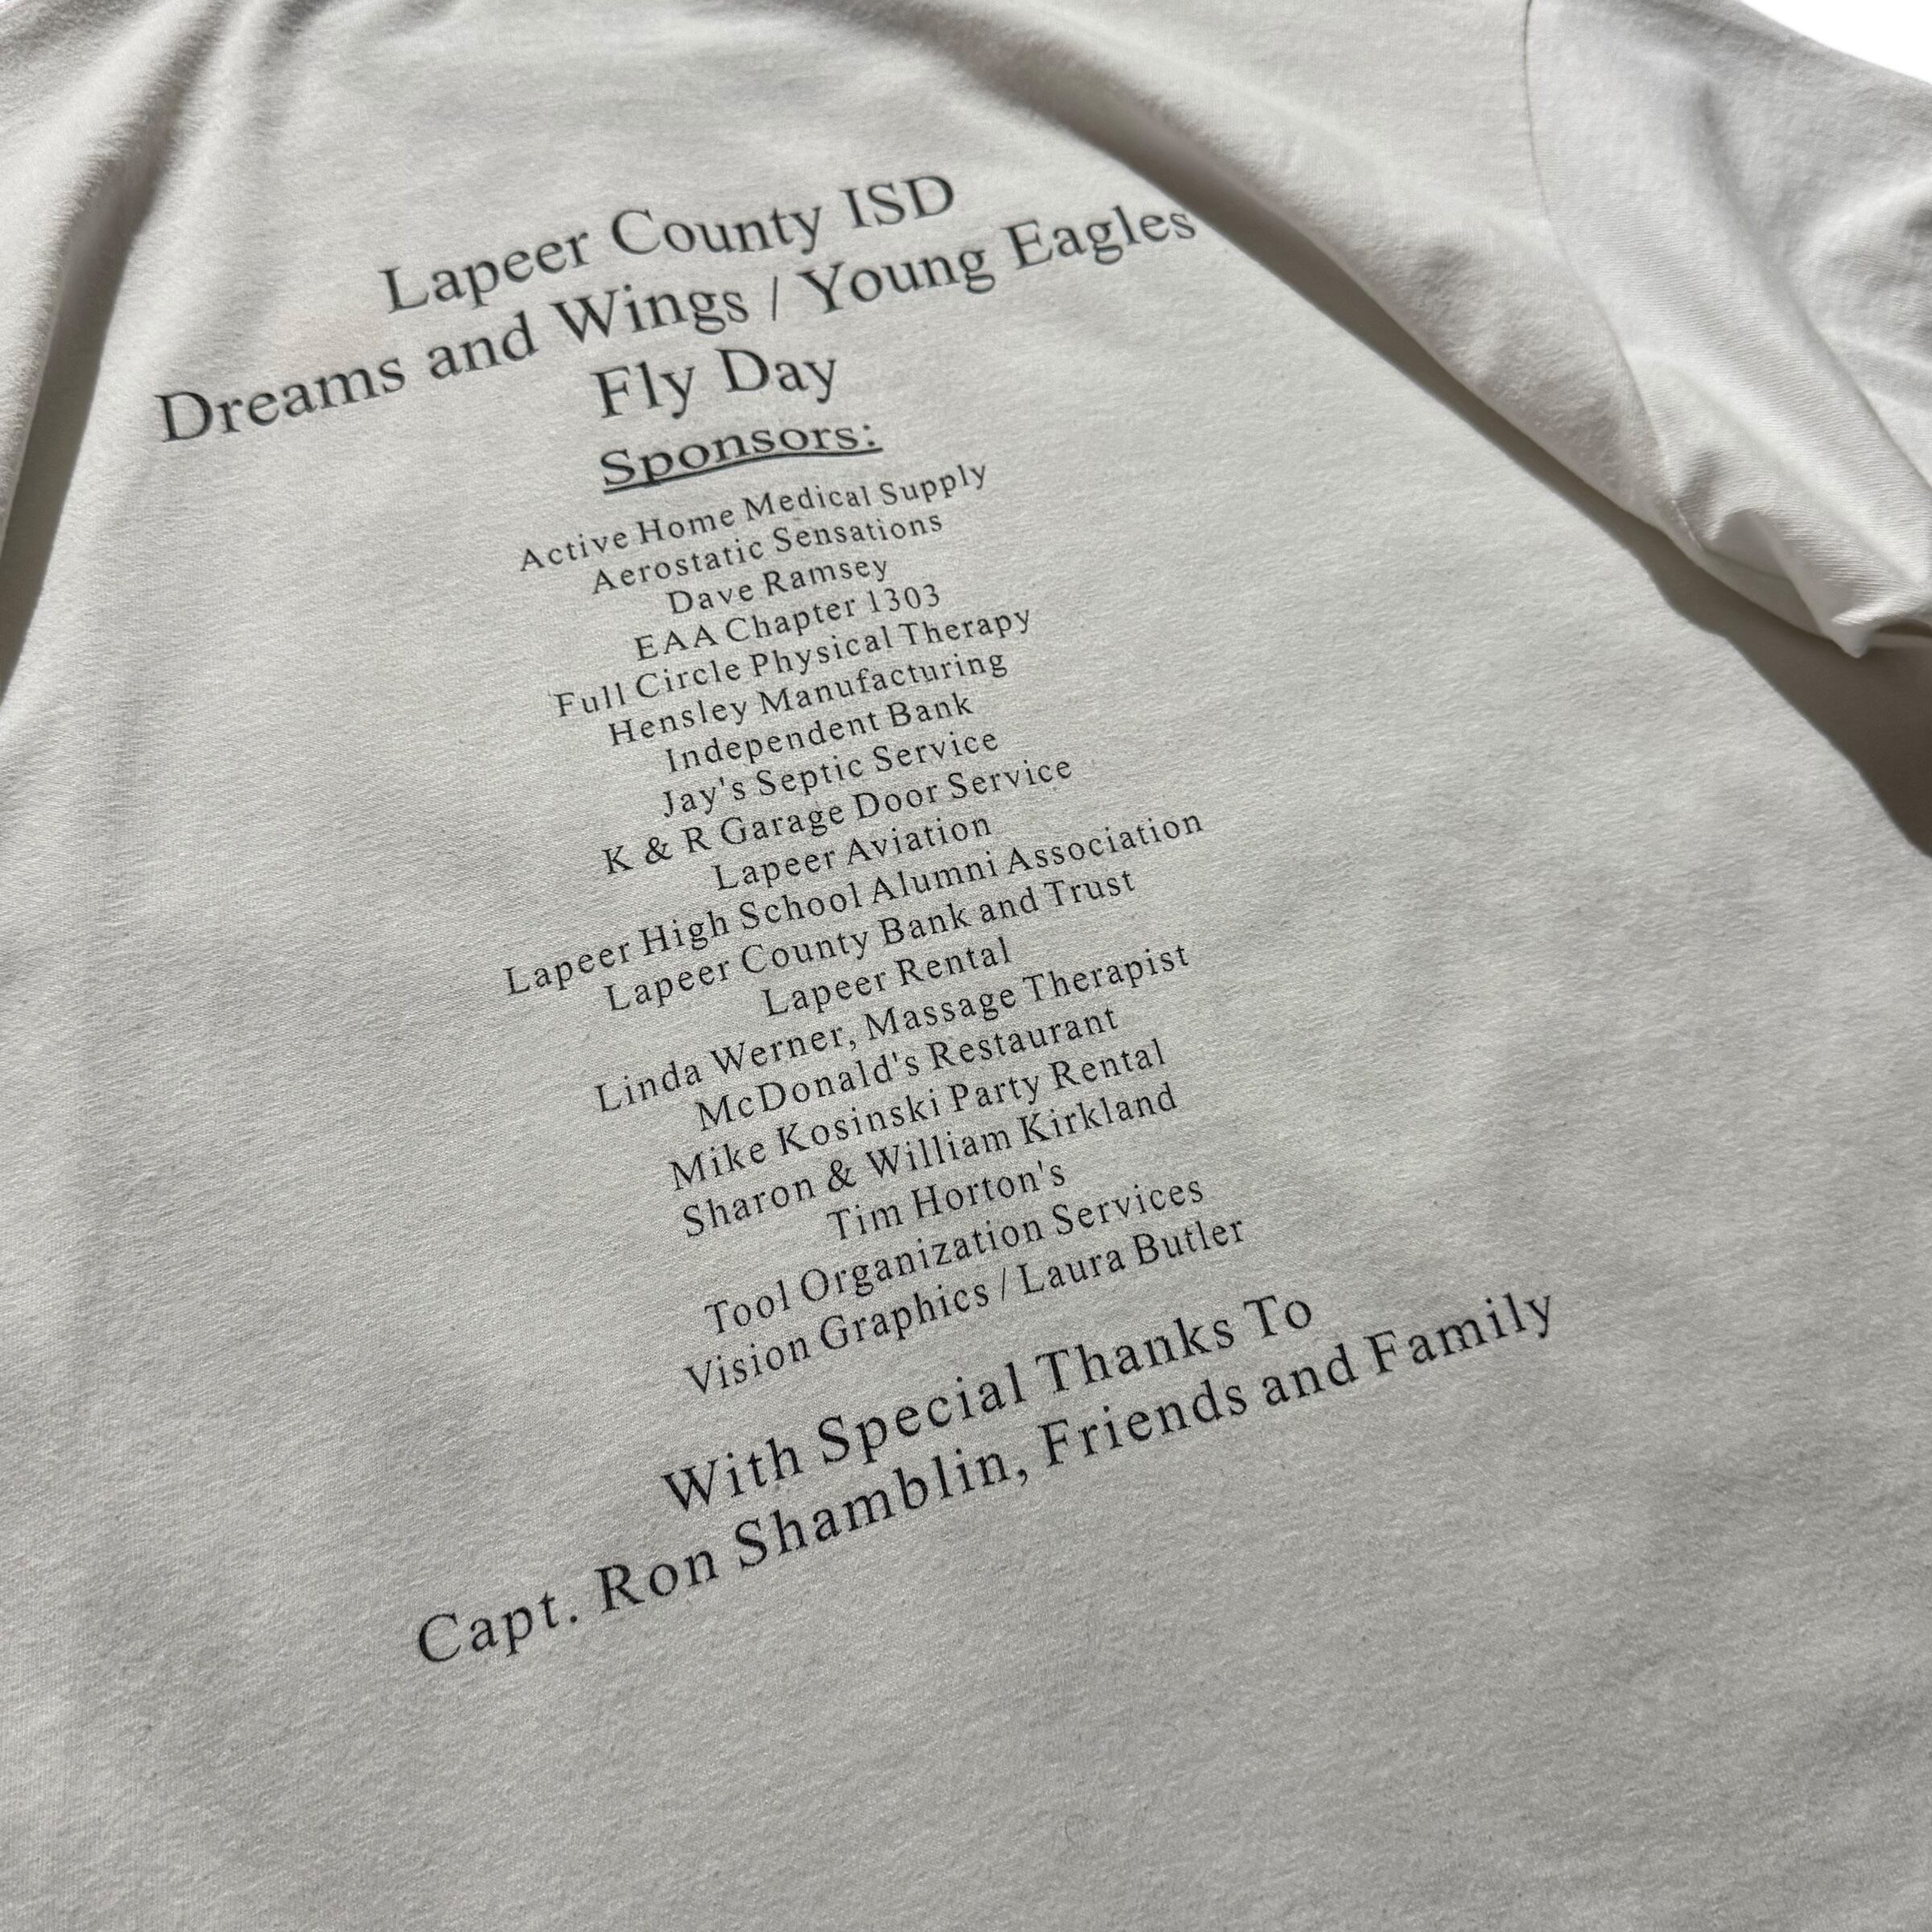 Lapeer County ISD
Dreams and Wings / Young Eagles
Fly Day
Sponsors:
Active Home Medical Supply
Aerostatic Sensations
Dave Ramsey
EAA Chapter 1303
Full Circle Physical Therapy
Hensley Manufacturing
Independent Bank
Jay's Septic Service
K & R Garage Door Service
Lapeer Aviation
Lapeer High School Alumni Association
Lapeer County Bank and Trust
Lapeer Rental
Linda Werner, Massage Therapist
McDonald's Restaurant
Mike Kosinski Party Rental
Sharon & William Kirkland
Tim Horton's
Tool Organization Services
Vision Graphics / Laura Butler
With Special Thanks To
Capt. Ron Shamblin, Friends and Family